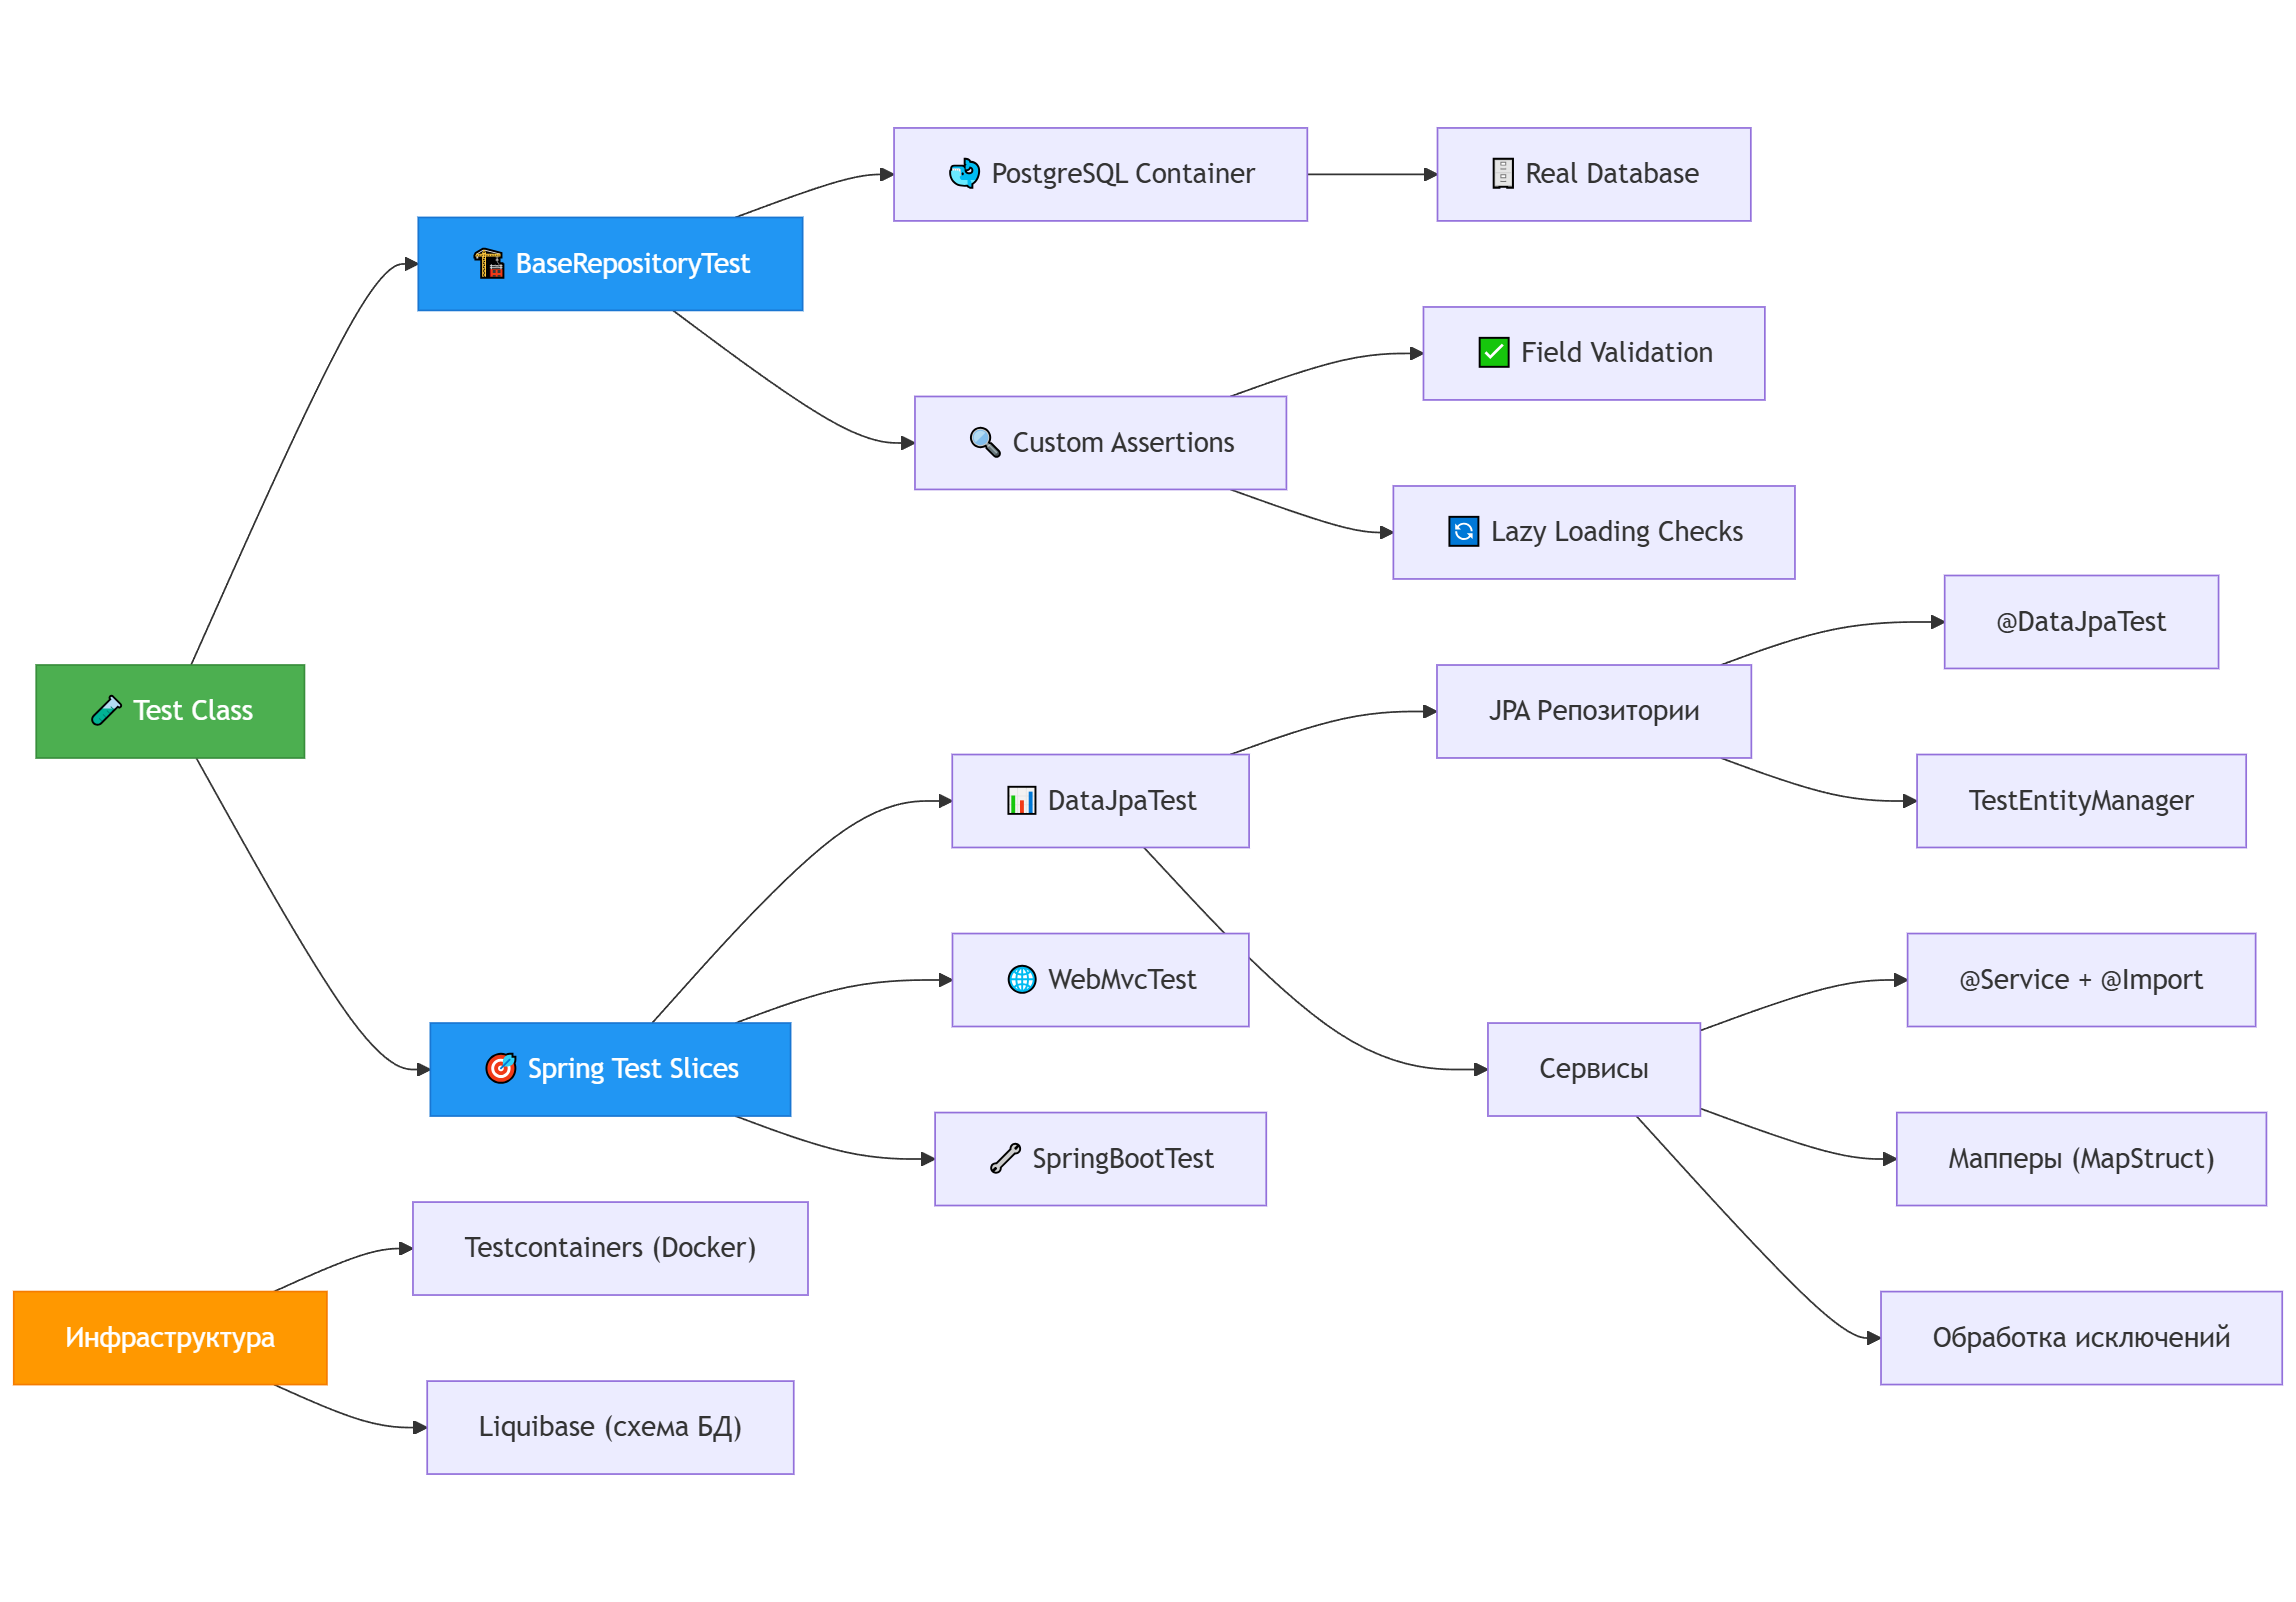 PostgreSQL Container
Real Database
BaseRepositoryTest
Field Validation
Custom Assertions
Lazy Loading Checks
@DataJpaTest
Test Class
JPA Репозитории
DataJpaTest
TestEntityManager
WebMvcTest
@Service + @Import
Spring Test Slices
Сервисы
SpringBootTest
Мапперы (MapStruct)
Testcontainers (Docker)
Инфраструктура
Обработка исключений
Liquibase (схема БД)